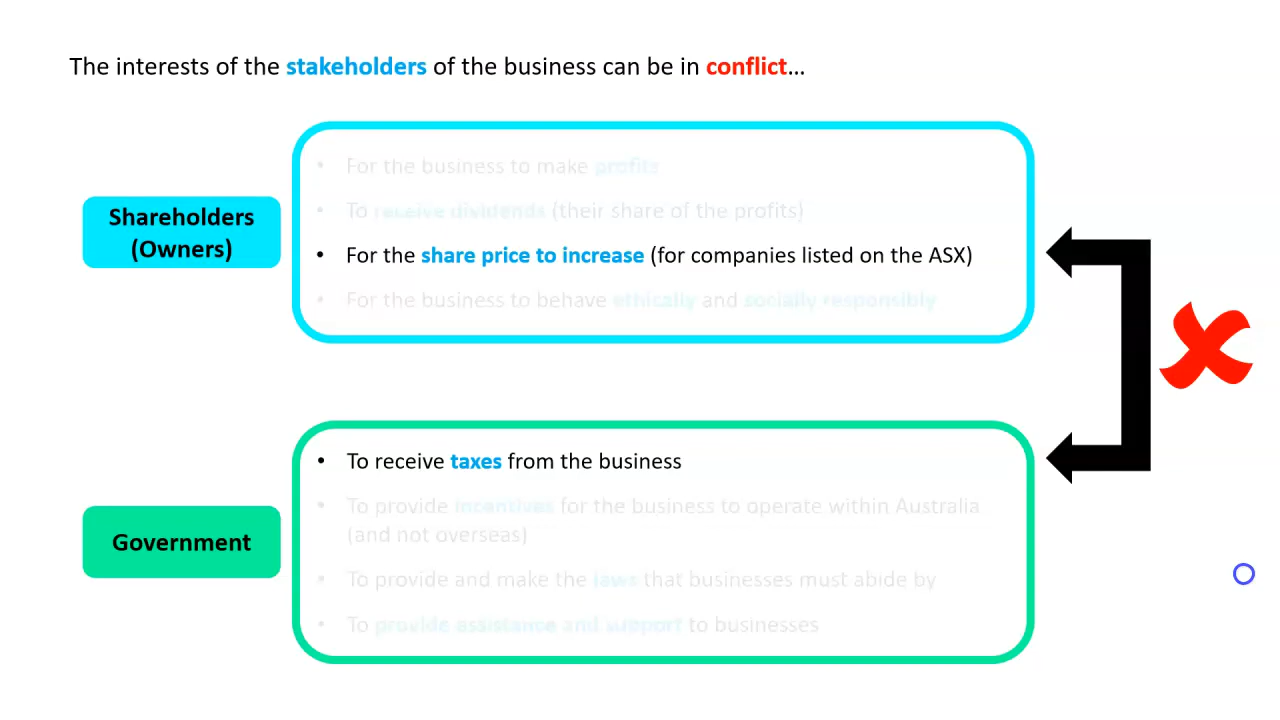 The interests of the stakeholders of the business can be in conflict...
• For the business to make profits
• To receive dividends (their share of the profits)
Shareholders
(Owners)
• For the share price to increase (for companies listed on the ASX)
• For the business to behave ethically and socially responsibly
• To receive taxes from the business
• To provide incentives for the business to operate within Australia
(and not overseas)
Government
• To provide and make the laws that businesses must abide by
• To provide assistance and support to businesses